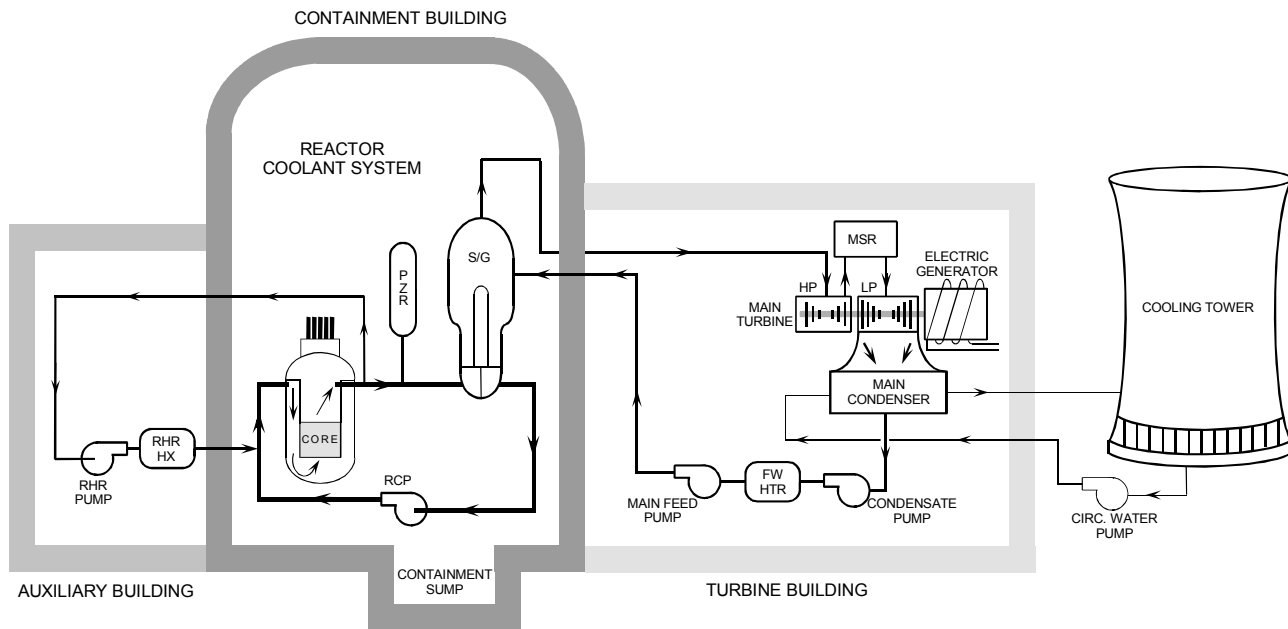 CONTAINMENT BUILDING
REACTOR
COOLANT SYSTEM
S/G
P
Z
R
MSR
ELECTRIC
GENERATOR
HP
LP
MAIN
TURBINE
COOLING TOWER
MAIN
CONDENSER
CORE
RHR
HX
RHR
PUMP
RCP
MAIN FEED
PUMP
FW
HTR
CONDENSATE
PUMP
CIRC. WATER
PUMP
CONTAINMENT
SUMP
AUXILIARY BUILDING
TURBINE BUILDING